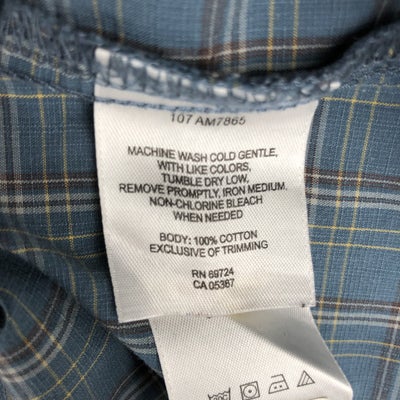 107 AM7865
MACHINE WASH COLD GENTLE,
WITH LIKE COLORS,
TUMBLE DRY LOW,
REMOVE PROMPTLY, IRON MEDIUM.
NON-CHLORINE BLEACH
WHEN NEEDED
BODY: 100% COTTON
EXCLUSIVE OF TRIMMING
RN 69724
CA 05367